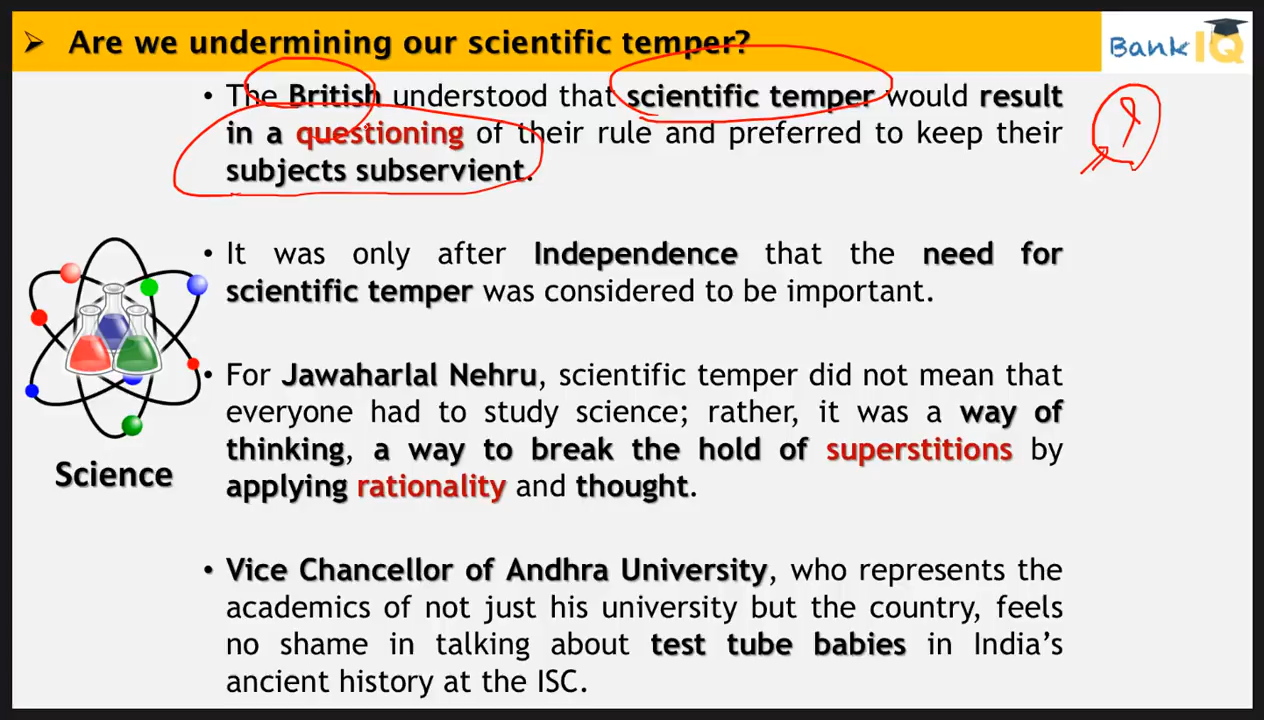 ➢ Are we undermining our scientific temper?
Bank IQ
• The British understood that scientific temper would result
in a questioning of their rule and preferred to keep their
subjects subservient.
• It was only after Independence that the need for
scientific temper was considered to be important.
• For Jawaharlal Nehru, scientific temper did not mean that
everyone had to study science; rather, it was a way of
thinking, a way to break the hold of superstitions by
applying rationality and thought.
Science
• Vice Chancellor of Andhra University, who represents the
academics of not just his university but the country, feels
no shame in talking about test tube babies in India's
ancient history at the ISC.